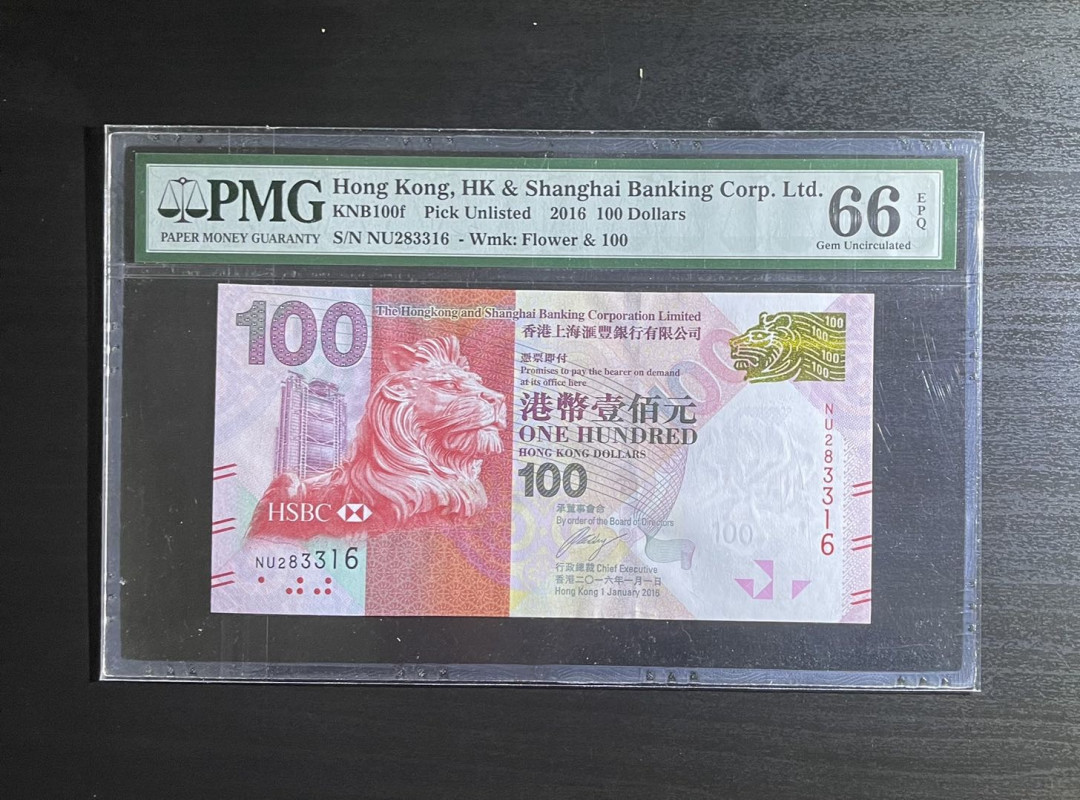 PMG
PAPER MONEY GUARANTY
Hong Kong, HK & Shanghai Banking Corp. Ltd.
KNB100f Pick Unlisted 2016 100 Dollars
S/N NU283316 - Wmk: Flower & 100
66
EPQ
Gem Uncirculated
100
The Hongkong and Shanghai Banking Corporation Limited
香港上海滙豐銀行有限公司
憑票即付
Promises to pay the bearer on demand
at its office here
港幣壹佰元
ONE HUNDRED
HONG KONG DOLLARS
100
承董事會命
By order of the Board of Directors
行政總裁 Chief Executive
香港二〇一六年一月一日
Hong Kong 1 January 2016
HSBC
NU283316
100
100
100
100
100
NU283316
100